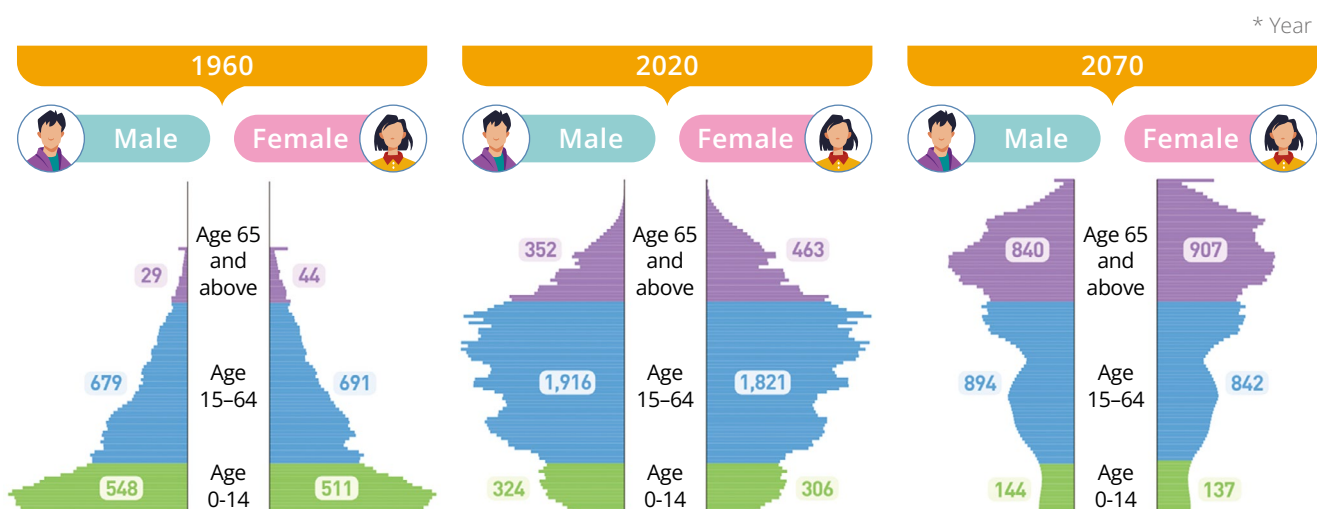 * Year
1960
Male
Female
Age 65
and
above
29
44
679
Age
15–64
691
548
Age
0-14
511
2020
Male
Female
352
Age 65
and
above
463
1,916
Age
15–64
1,821
324
Age
0-14
306
2070
Male
Female
840
Age 65
and
above
907
894
Age
15–64
842
144
Age
0-14
137